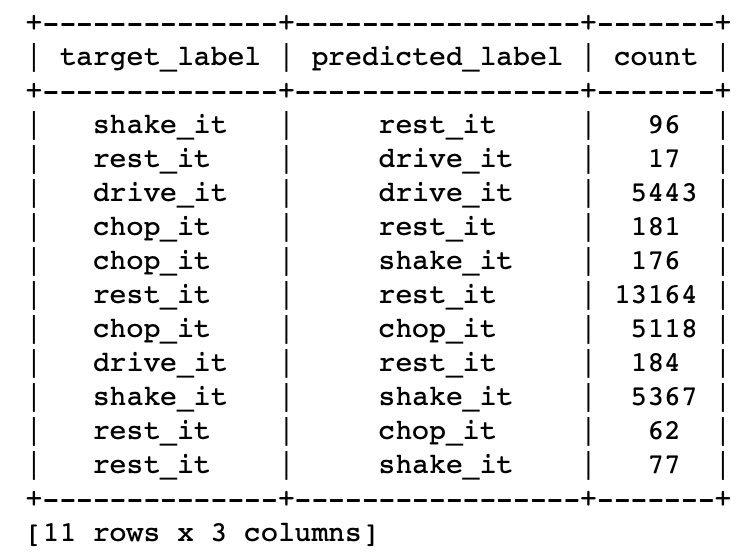 +--------------+-----------------+-------+
| target_label | predicted_label | count |
+--------------+-----------------+-------+
|   shake_it   |     rest_it     |   96  |
|   rest_it    |     drive_it    |   17  |
|   drive_it   |     drive_it    |  5443 |
|   chop_it    |     rest_it     |  181  |
|   chop_it    |     shake_it    |  176  |
|   rest_it    |     rest_it     | 13164 |
|   chop_it    |     chop_it     |  5118 |
|   drive_it   |     rest_it     |  184  |
|   shake_it   |     shake_it    |  5367 |
|   rest_it    |     chop_it     |   62  |
|   rest_it    |     shake_it    |   77  |
+--------------+-----------------+-------+
[11 rows x 3 columns]